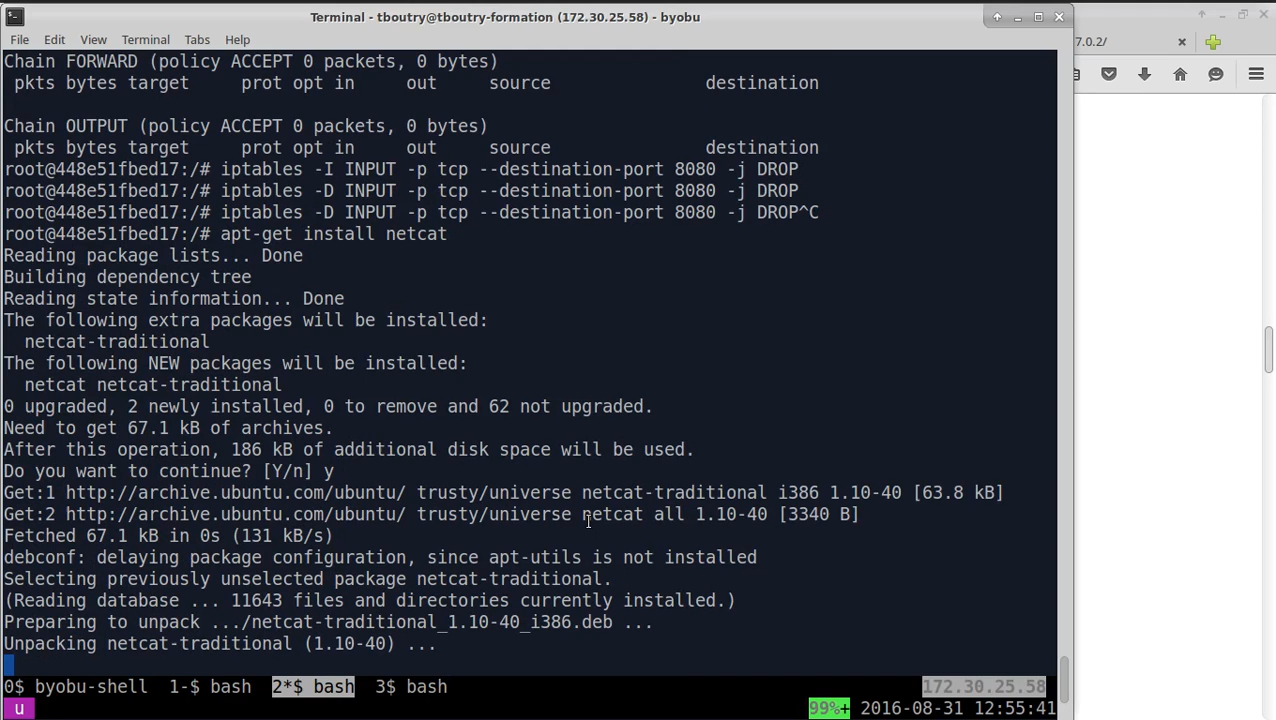 Terminal - tboutry@tboutry-formation (172.30.25.58) - byobu
File Edit View Terminal Tabs Help
7.0.2/
Chain FORWARD (policy ACCEPT 0 packets, 0 bytes)
pkts bytes target prot opt in out source destination
Chain OUTPUT (policy ACCEPT 0 packets, 0 bytes)
pkts bytes target prot opt in out source destination
root@448e51fbed17:/# iptables -I INPUT -p tcp --destination-port 8080 -j DROP
root@448e51fbed17:/# iptables -D INPUT -p tcp --destination-port 8080 -j DROP
root@448e51fbed17:/# iptables -D INPUT -p tcp --destination-port 8080 -j DROP^C
root@448e51fbed17:/# apt-get install netcat
Reading package lists... Done
Building dependency tree
Reading state information... Done
The following extra packages will be installed:
netcat-traditional
The following NEW packages will be installed:
netcat netcat-traditional
0 upgraded, 2 newly installed, 0 to remove and 62 not upgraded.
Need to get 67.1 kB of archives.
After this operation, 186 kB of additional disk space will be used.
Do you want to continue? [Y/n] y
Get:1 http://archive.ubuntu.com/ubuntu/ trusty/universe netcat-traditional i386 1.10-40 [63.8 kB]
Get:2 http://archive.ubuntu.com/ubuntu/ trusty/universe netcat all 1.10-40 [3340 B]
Fetched 67.1 kB in 0s (131 kB/s)
debconf: delaying package configuration, since apt-utils is not installed
Selecting previously unselected package netcat-traditional.
(Reading database ... 11643 files and directories currently installed.)
Preparing to unpack .../netcat-traditional_1.10-40_i386.deb ...
Unpacking netcat-traditional (1.10-40) ...
0$ byobu-shell 1-$ bash 2*$ bash 3$ bash 172.30.25.58
u 99%+ 2016-08-31 12:55:41